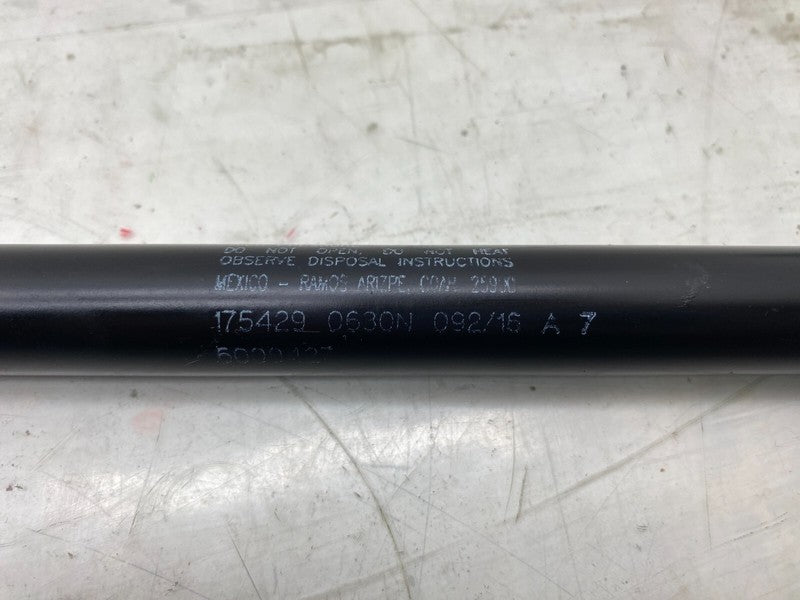 DO NOT OPEN, DO NOT HEAT
OBSERVE DISPOSAL INSTRUCTIONS
MEXICO - RAMOS ARIZPE, COAH.
175429 0630N 092/16 A 7